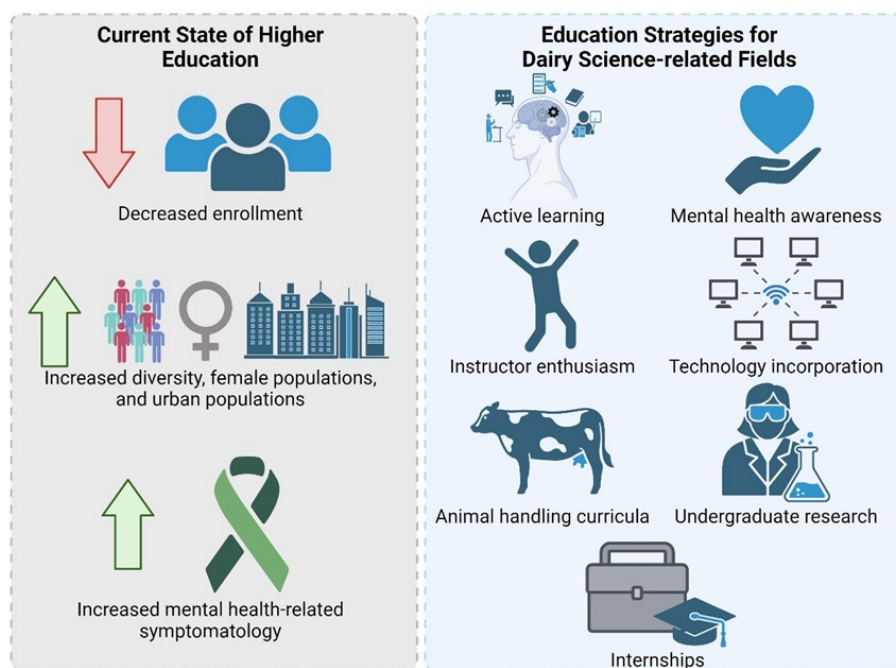 Current State of Higher
Education
Decreased enrollment
Increased diversity, female populations,
and urban populations
Increased mental health-related
symptomatology
Education Strategies for
Dairy Science-related Fields
Active learning
Mental health awareness
Instructor enthusiasm
Technology incorporation
Animal handling curricula
Undergraduate research
Internships